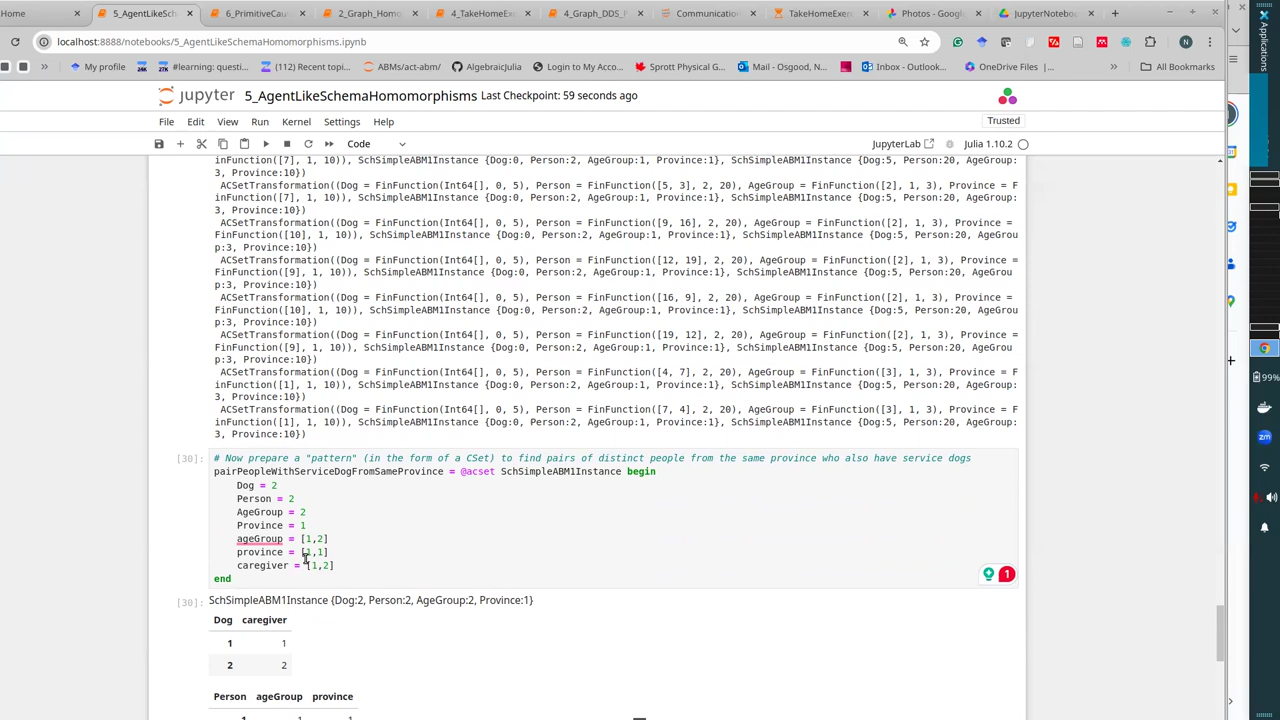 Home
5_AgentLikeSche
6_PrimitiveCau
2_Graph_Homo
4_TakeHomeExe
4_Graph_DDS_P
Communication
TakeHomeExerc
Photos - Google
JupyterNoteboo
localhost:8888/notebooks/5_AgentLikeSchemaHomomorphisms.ipynb
N
My profile
#learning: questi...
(112) Recent topi...
ABMs/act-abm/
AlgebraicJulia
Logon to My Acco...
Sprott Physical G...
Mail - Osgood, N...
Inbox - Outlook...
OneDrive Files |...
All Bookmarks
jupyter 5_AgentLikeSchemaHomomorphisms Last Checkpoint: 59 seconds ago
File Edit View Run Kernel Settings Help
Trusted
Code
JupyterLab
Julia 1.10.2
inFunction([7], 1, 10)), SchSimpleABM1Instance {Dog:0, Person:2, AgeGroup:1, Province:1}, SchSimpleABM1Instance {Dog:5, Person:20, AgeGroup:
3, Province:10})
ACSetTransformation((Dog = FinFunction(Int64[], 0, 5), Person = FinFunction([5, 3], 2, 20), AgeGroup = FinFunction([2], 1, 3), Province = F
inFunction([7], 1, 10)), SchSimpleABM1Instance {Dog:0, Person:2, AgeGroup:1, Province:1}, SchSimpleABM1Instance {Dog:5, Person:20, AgeGroup:
3, Province:10})
ACSetTransformation((Dog = FinFunction(Int64[], 0, 5), Person = FinFunction([9, 16], 2, 20), AgeGroup = FinFunction([2], 1, 3), Province =
FinFunction([10], 1, 10)), SchSimpleABM1Instance {Dog:0, Person:2, AgeGroup:1, Province:1}, SchSimpleABM1Instance {Dog:5, Person:20, AgeGrou
p:3, Province:10})
ACSetTransformation((Dog = FinFunction(Int64[], 0, 5), Person = FinFunction([12, 19], 2, 20), AgeGroup = FinFunction([2], 1, 3), Province =
FinFunction([9], 1, 10)), SchSimpleABM1Instance {Dog:0, Person:2, AgeGroup:1, Province:1}, SchSimpleABM1Instance {Dog:5, Person:20, AgeGrou
p:3, Province:10})
ACSetTransformation((Dog = FinFunction(Int64[], 0, 5), Person = FinFunction([16, 9], 2, 20), AgeGroup = FinFunction([2], 1, 3), Province =
FinFunction([10], 1, 10)), SchSimpleABM1Instance {Dog:0, Person:2, AgeGroup:1, Province:1}, SchSimpleABM1Instance {Dog:5, Person:20, AgeGrou
p:3, Province:10})
ACSetTransformation((Dog = FinFunction(Int64[], 0, 5), Person = FinFunction([19, 12], 2, 20), AgeGroup = FinFunction([2], 1, 3), Province =
FinFunction([9], 1, 10)), SchSimpleABM1Instance {Dog:0, Person:2, AgeGroup:1, Province:1}, SchSimpleABM1Instance {Dog:5, Person:20, AgeGrou
p:3, Province:10})
ACSetTransformation((Dog = FinFunction(Int64[], 0, 5), Person = FinFunction([4, 7], 2, 20), AgeGroup = FinFunction([3], 1, 3), Province = F
inFunction([1], 1, 10)), SchSimpleABM1Instance {Dog:0, Person:2, AgeGroup:1, Province:1}, SchSimpleABM1Instance {Dog:5, Person:20, AgeGroup:
3, Province:10})
ACSetTransformation((Dog = FinFunction(Int64[], 0, 5), Person = FinFunction([7, 4], 2, 20), AgeGroup = FinFunction([3], 1, 3), Province = F
inFunction([1], 1, 10)), SchSimpleABM1Instance {Dog:0, Person:2, AgeGroup:1, Province:1}, SchSimpleABM1Instance {Dog:5, Person:20, AgeGroup:
3, Province:10})
[30]: # Now prepare a "pattern" (in the form of a CSet) to find pairs of distinct people from the same province who also have service dogs
pairPeopleWithServiceDogFromSameProvince = @acset SchSimpleABM1Instance begin
Dog = 2
Person = 2
AgeGroup = 2
Province = 1
ageGroup = [1,2]
province = [1,1]
caregiver = [1,2]
end
1
[30]: SchSimpleABM1Instance {Dog:2, Person:2, AgeGroup:2, Province:1}
Dog caregiver
1 1
2 2
Person ageGroup province
1 1 1
Applications
99%
zm